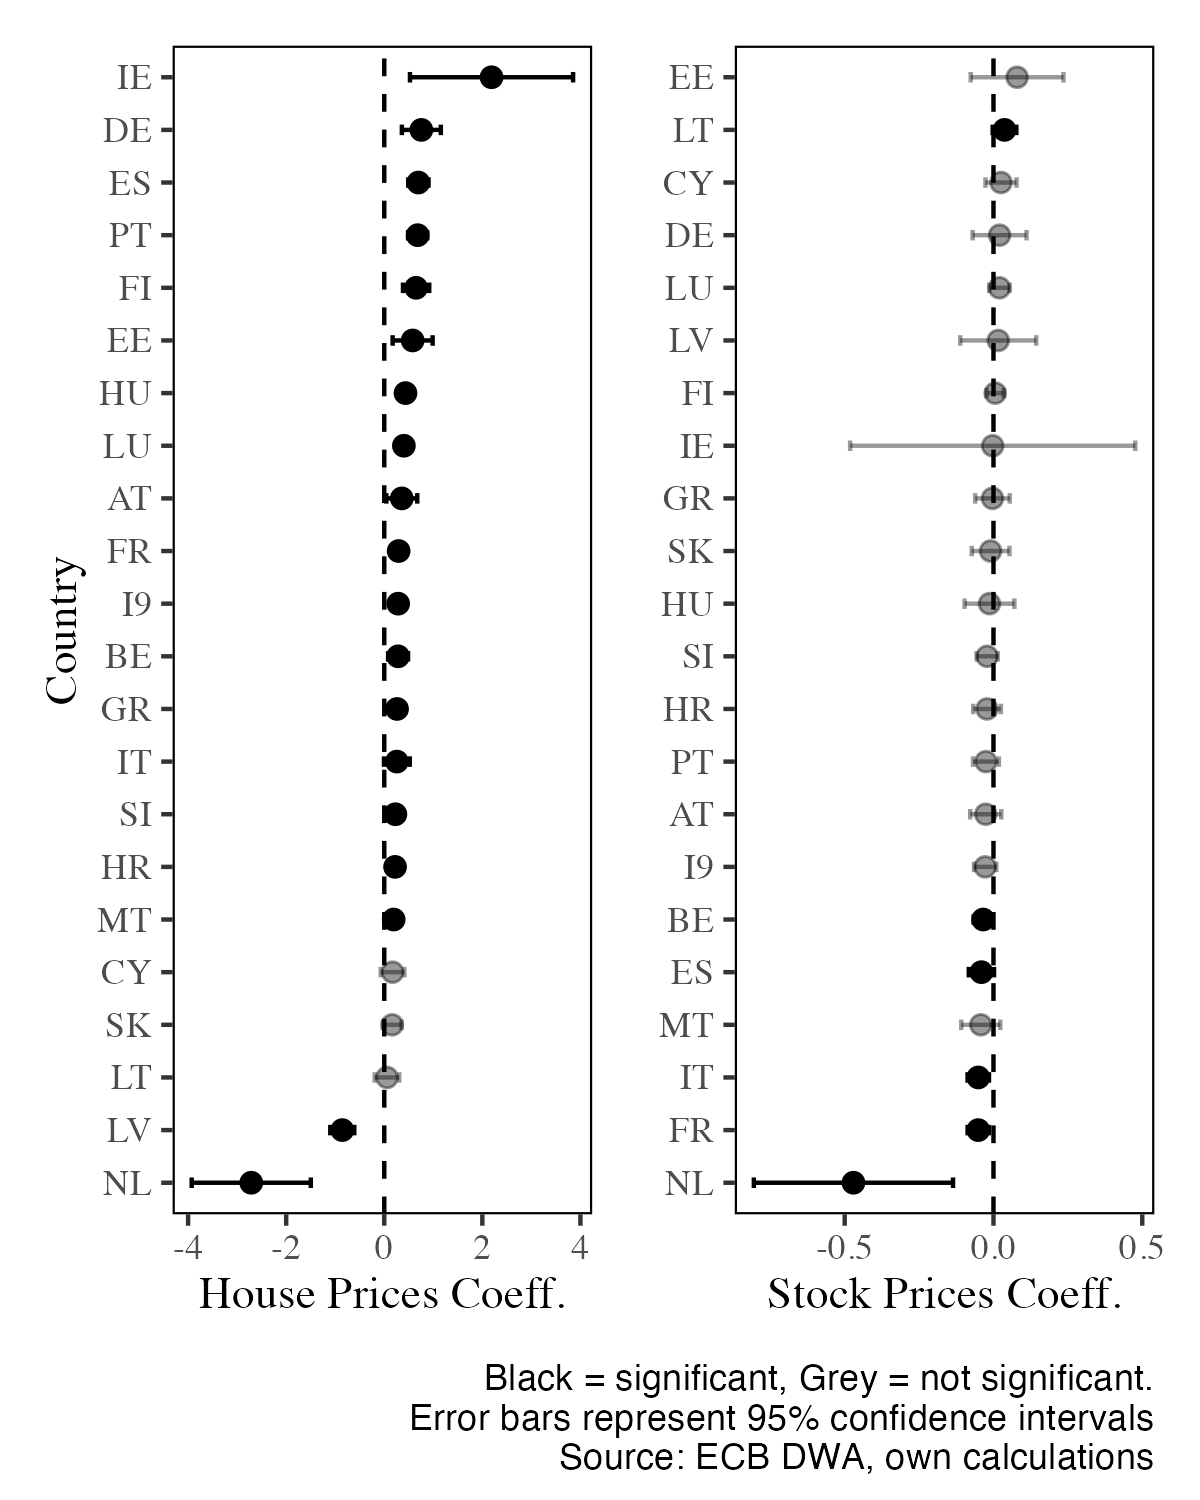 Country
IE
DE
ES
PT
FI
EE
HU
LU
AT
FR
I9
BE
GR
IT
SI
HR
MT
CY
SK
LT
LV
NL
-4 -2 0 2 4
House Prices Coeff.
EE
LT
CY
DE
LU
LV
FI
IE
GR
SK
HU
SI
HR
PT
AT
I9
BE
ES
MT
IT
FR
NL
-0.5 0.0 0.5
Stock Prices Coeff.
Black = significant, Grey = not significant.
Error bars represent 95% confidence intervals
Source: ECB DWA, own calculations